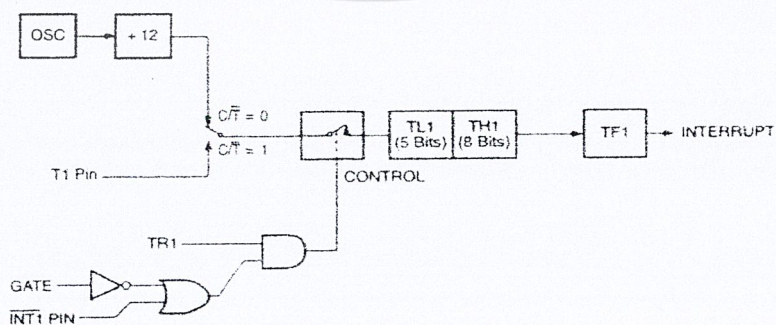 OSC
÷ 12
C/T̅ = 0
C/T̅ = 1
T1 Pin
TL1
(5 Bits)
TH1
(8 Bits)
TF1
INTERRUPT
CONTROL
TR1
GATE
I̅N̅T̅1̅ PIN